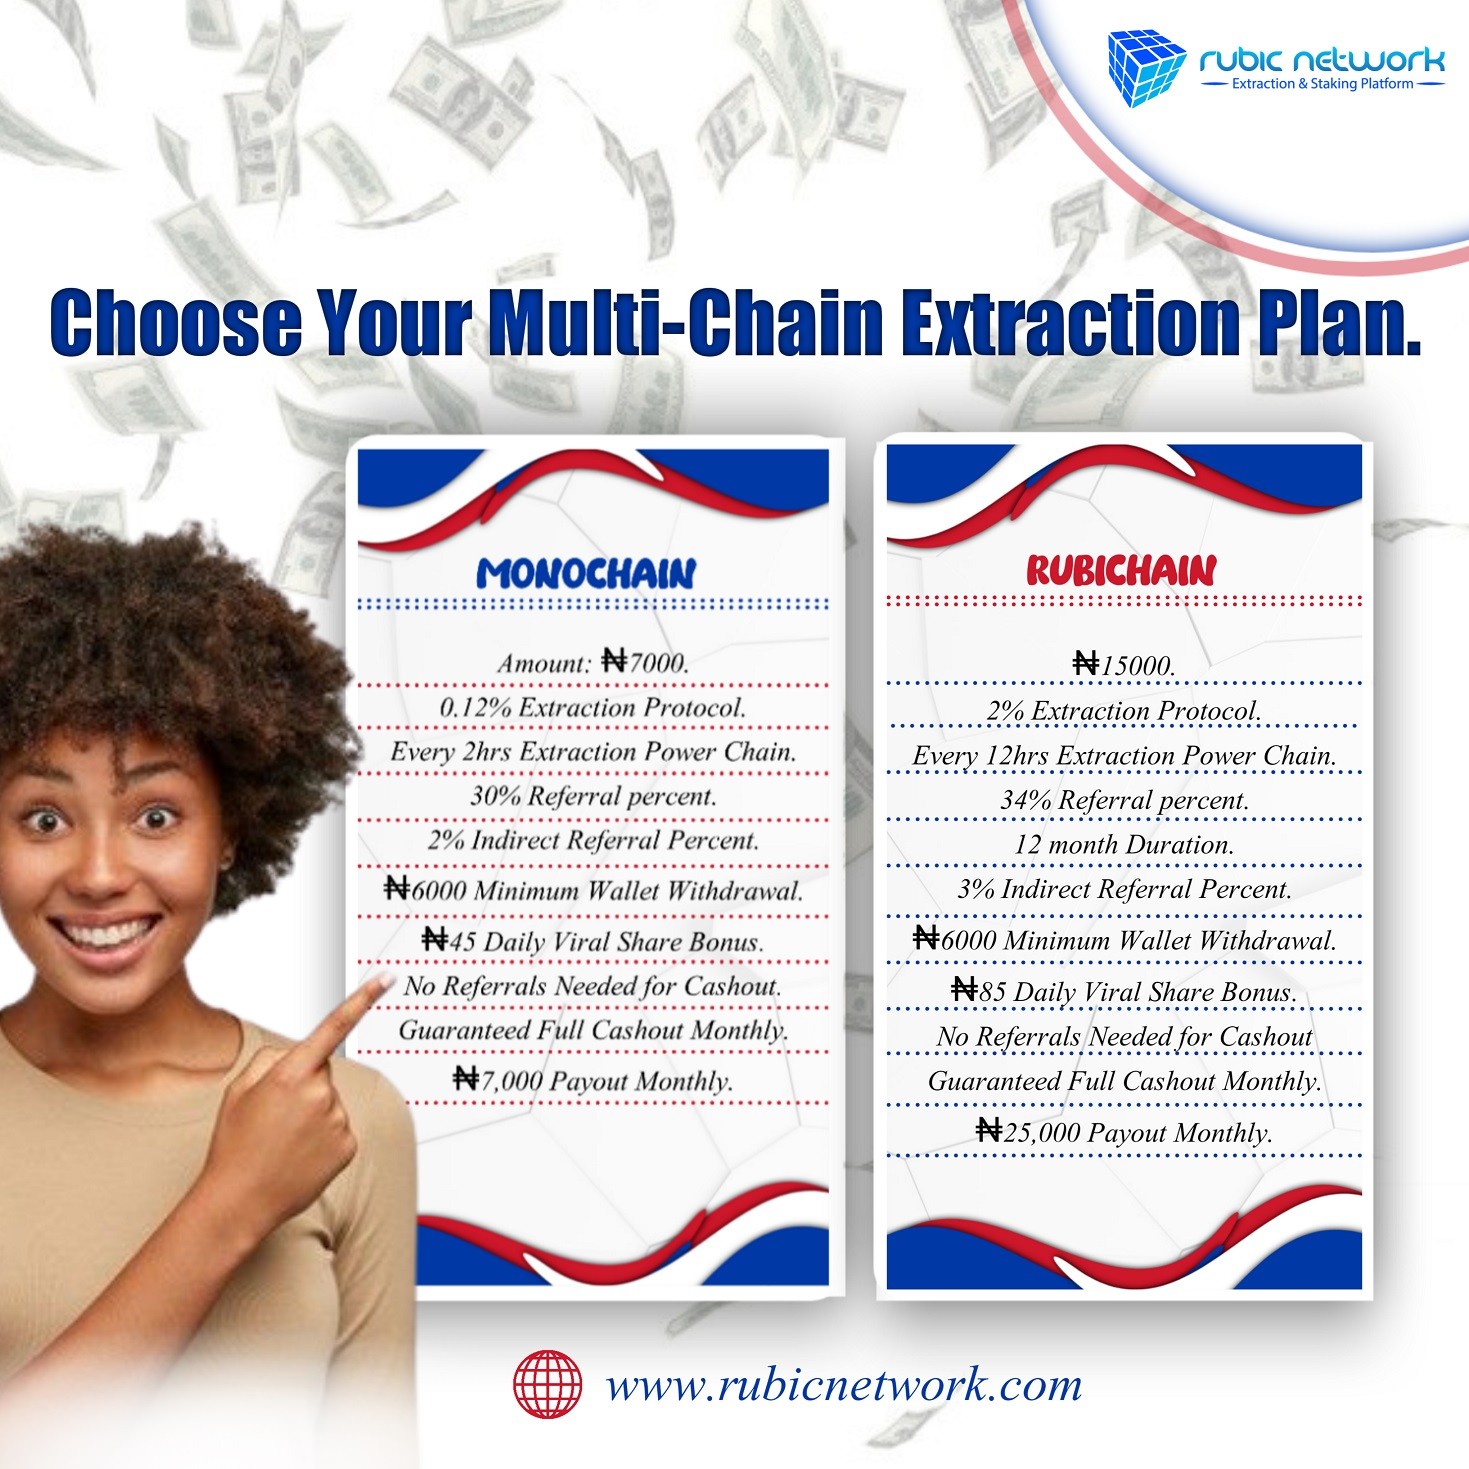 rubic network
Extraction & Staking Platform
Choose Your Multi-Chain Extraction Plan.
MONOCHAIN
Amount: ₦7000.
0.12% Extraction Protocol.
Every 2hrs Extraction Power Chain.
30% Referral percent.
2% Indirect Referral Percent.
₦6000 Minimum Wallet Withdrawal.
₦45 Daily Viral Share Bonus.
No Referrals Needed for Cashout.
Guaranteed Full Cashout Monthly.
₦7,000 Payout Monthly.
RUBICHAIN
₦15000.
2% Extraction Protocol.
Every 12hrs Extraction Power Chain.
34% Referral percent.
12 month Duration.
3% Indirect Referral Percent.
₦6000 Minimum Wallet Withdrawal.
₦85 Daily Viral Share Bonus.
No Referrals Needed for Cashout
Guaranteed Full Cashout Monthly.
₦25,000 Payout Monthly.
www.rubicnetwork.com